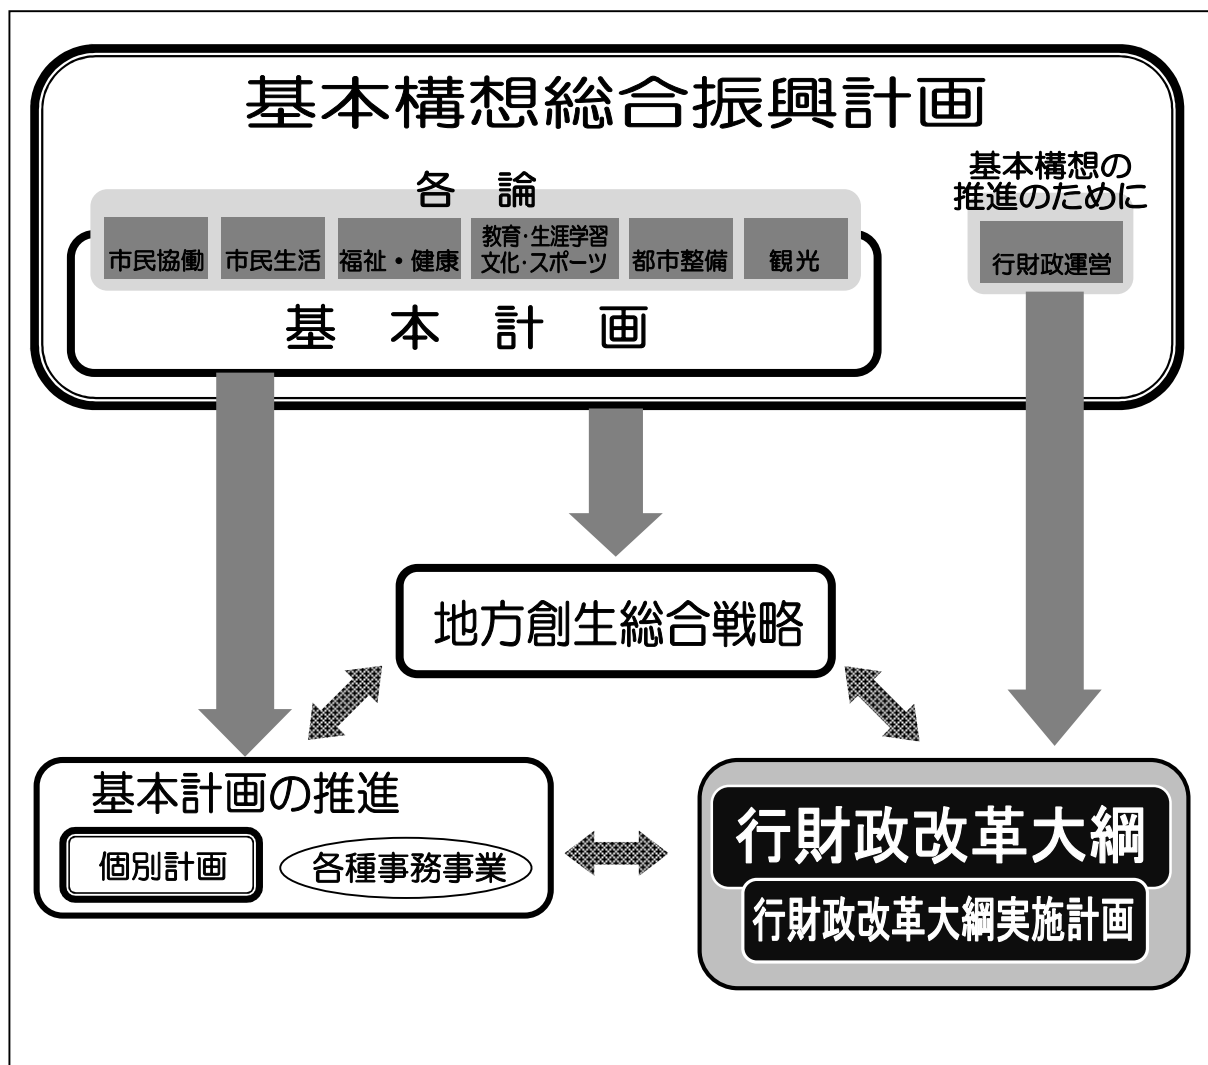 基本構想総合振興計画
各　論
基本構想の
推進のために
市民協働
市民生活
福祉・健康
教育・生涯学習
文化・スポーツ
都市整備
観光
行財政運営
基　本　計　画
地方創生総合戦略
基本計画の推進
個別計画
各種事務事業
行財政改革大綱
行財政改革大綱実施計画